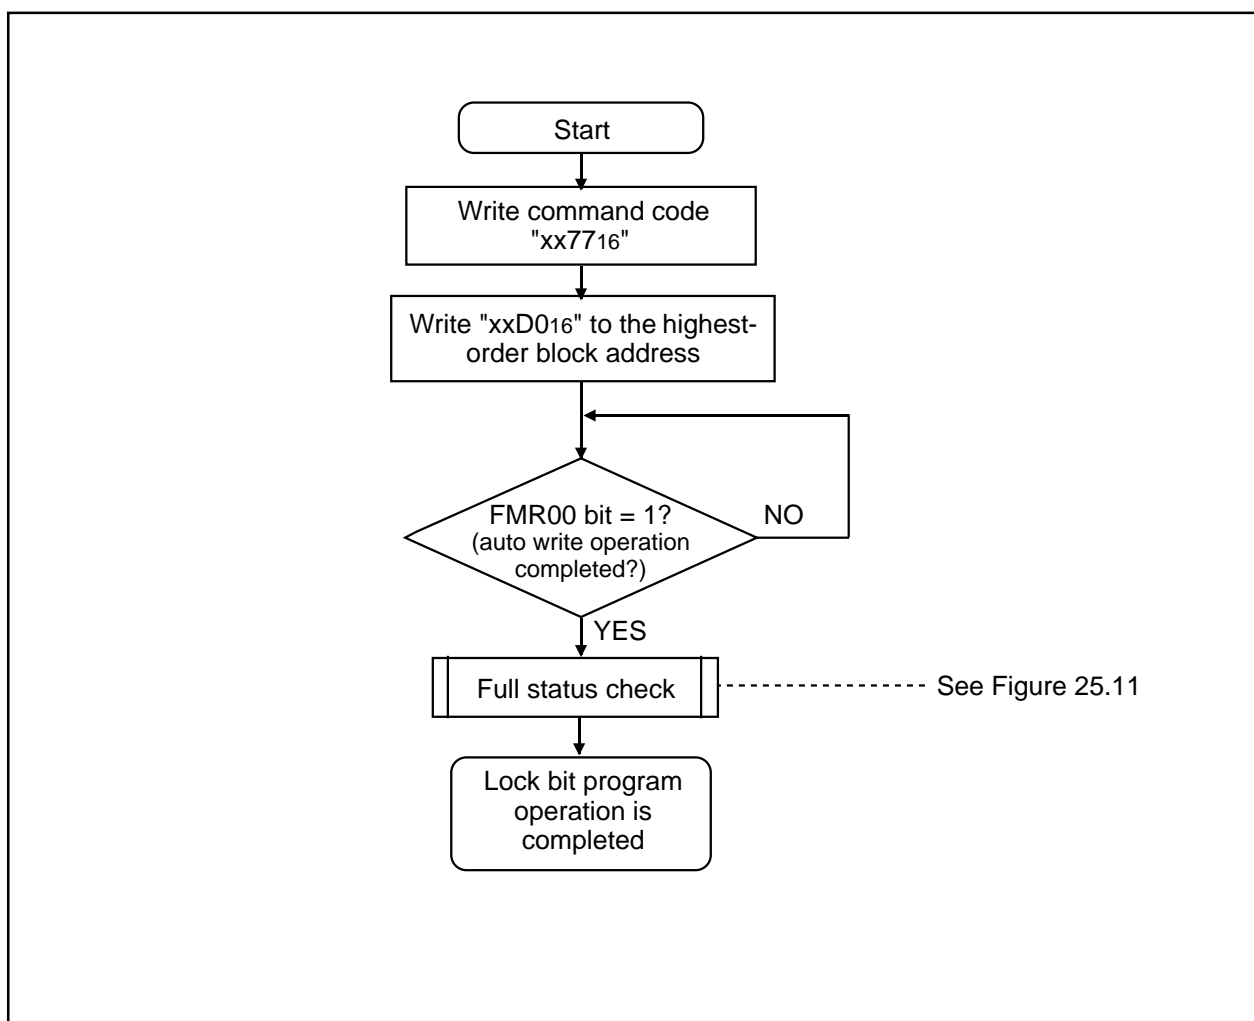 Start
Write command code
"xx7716"
Write "xxD016" to the highest-
order block address
FMR00 bit = 1?
(auto write operation
completed?)
NO
YES
Full status check
See Figure 25.11
Lock bit program
operation is
completed